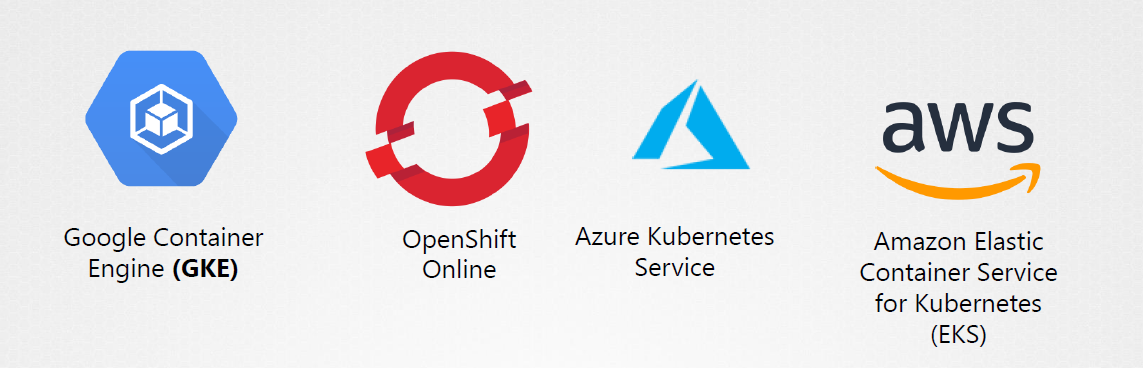 Google Container
Engine (GKE)
OpenShift
Online
Azure Kubernetes
Service
aws
Amazon Elastic
Container Service
for Kubernetes
(EKS)